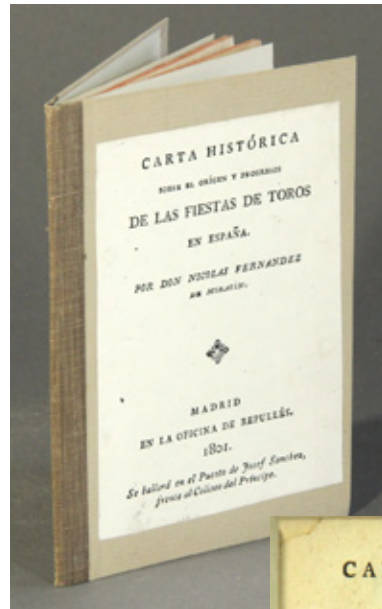 CARTA HISTÓRICA
SOBRE EL ORÍGEN Y PROGRESOS
DE LAS FIESTAS DE TOROS
EN ESPAÑA.
POR DON NICOLAS FERNANDEZ
DE MORATIN.
MADRID
EN LA OFICINA DE REPULLÉS.
1801.
Se hallará en el Puesto de Josef Sanchez,
frente al Coliseo del Príncipe.
CA